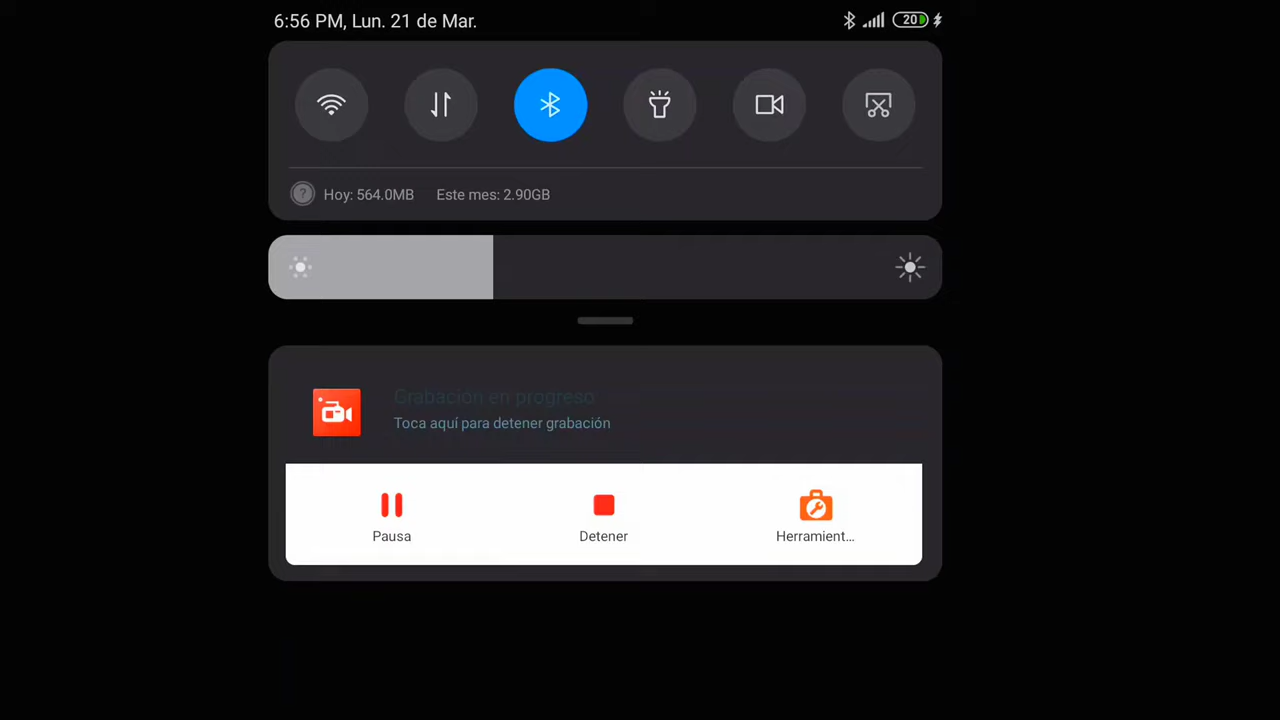 6:56 PM, Lun. 21 de Mar.
20
Hoy: 564.0MB Este mes: 2.90GB
Grabación en progreso
Toca aquí para detener grabación
Pausa Detener Herramient...